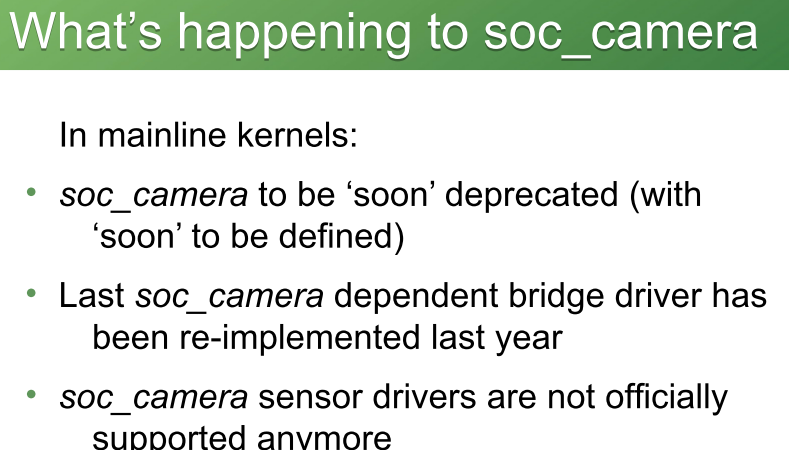 What’s happening to soc_camera
In mainline kernels:
• soc_camera to be ‘soon’ deprecated (with
‘soon’ to be defined)
• Last soc_camera dependent bridge driver has
been re-implemented last year
• soc_camera sensor drivers are not officially
supported anymore